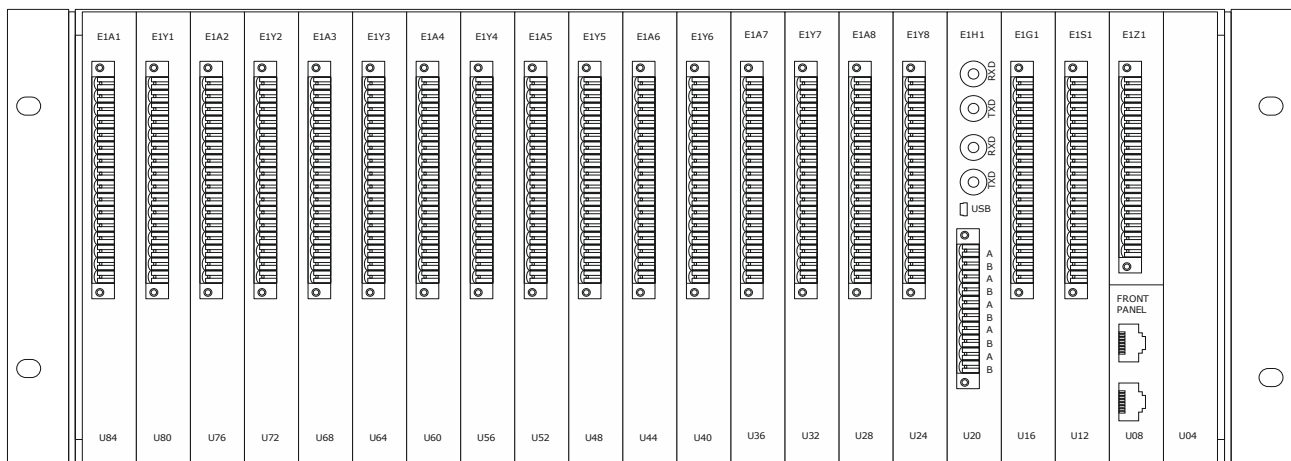 E1A1 E1Y1 E1A2 E1Y2 E1A3 E1Y3 E1A4 E1Y4 E1A5 E1Y5 E1A6 E1Y6 E1A7 E1Y7 E1A8 E1Y8 E1H1 E1G1 E1S1 E1Z1
RXD
TXD
RXD
TXD
USB
A
B
A
B
A
B
A
B
A
B
FRONT
PANEL
U84 U80 U76 U72 U68 U64 U60 U56 U52 U48 U44 U40 U36 U32 U28 U24 U20 U16 U12 U08 U04